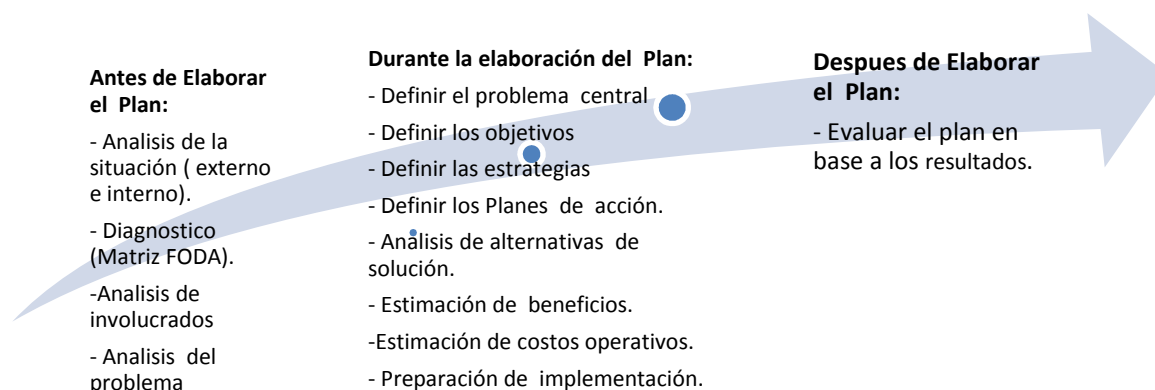 Antes de Elaborar
el Plan:
- Analisis de la
situación ( externo
e interno).
- Diagnostico
(Matriz FODA).
-Analisis de
involucrados
- Analisis del
problema
Durante la elaboración del Plan:
- Definir el problema central
- Definir los objetivos
- Definir las estrategias
- Definir los Planes de acción.
- Análisis de alternativas de
solución.
- Estimación de beneficios.
-Estimación de costos operativos.
- Preparación de implementación.
Despues de Elaborar
el Plan:
- Evaluar el plan en
base a los resultados.